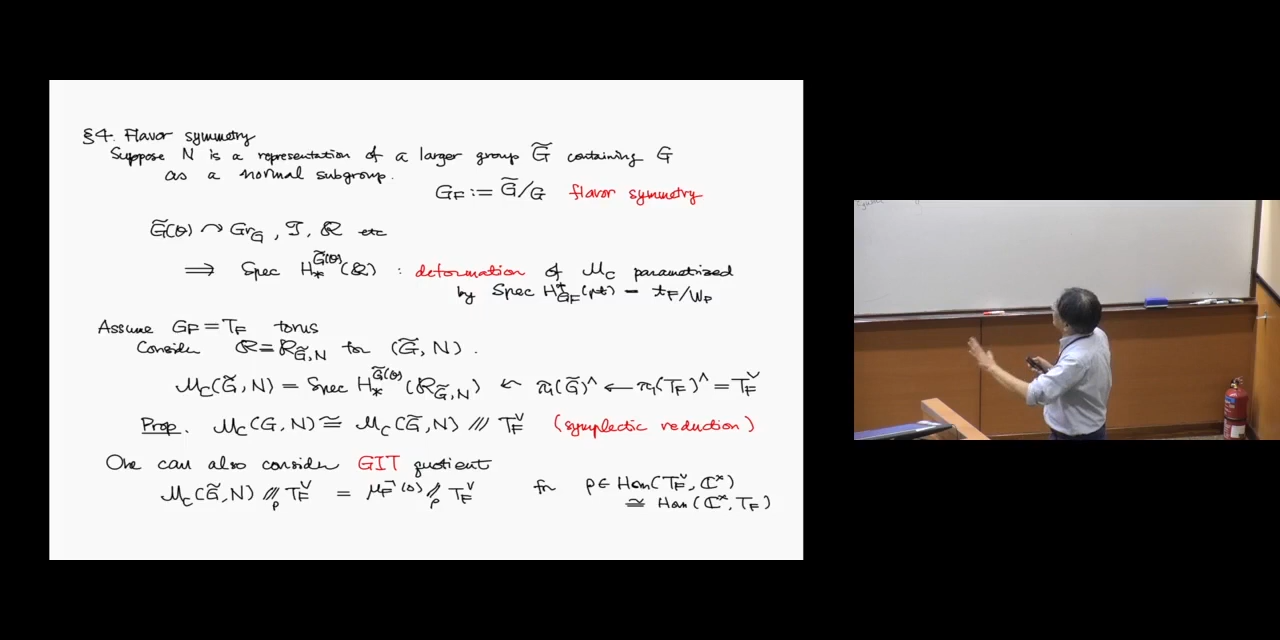 §4. Flavor symmetry
Suppose N is a representation of a larger group G̃ containing G
as a normal subgroup.
G_F := G̃/G flavor symmetry
G̃(O) ↷ Gr_G, T, R etc
⟹ Spec H_*^{G̃(O)}(R) : deformation of M_C parametrized
by Spec H^*_{G_F}(pt) = t_F/W_F
Assume G_F = T_F torus
Consider R̃ = R_{G̃,N} for (G̃, N).
M_C(G̃, N) = Spec H_*^{G̃(O)}(R_{G̃,N}) ↶ π_1(G̃)^∧ ← π_1(T_F)^∧ = T_F^∨
Prop. M_C(G, N) ≅ M_C(G̃, N) /// T_F^∨ (symplectic reduction)
One can also consider GIT quotient
M_C(G̃, N) ///_ρ T_F^∨ = μ_F^{-1}(0) //_ρ T_F^∨ for ρ ∈ Hom(T_F^∨, ℂ^×)
≅ Hom(ℂ^×, T_F)